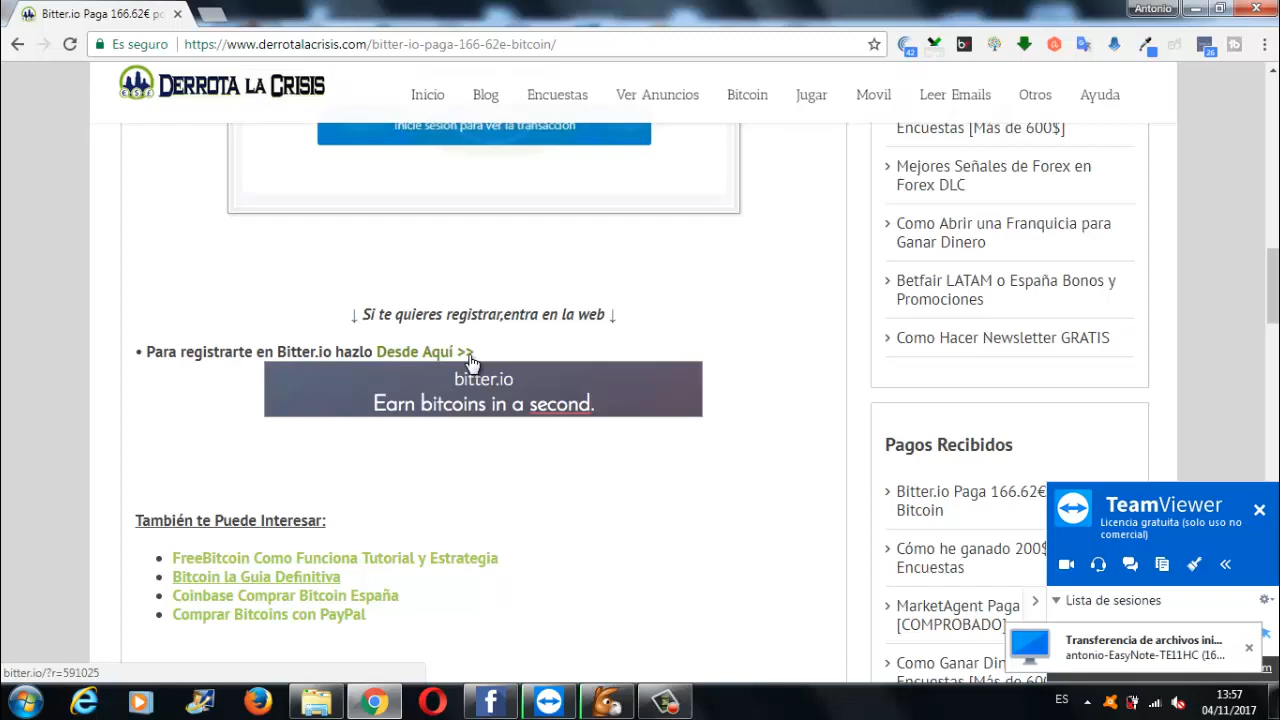 Bitter.io Paga 166.62€ po
Antonio
Es seguro
https://www.derrotalacrisis.com/bitter-io-paga-166-62e-bitcoin/
42
26
DERROTA LA CRISIS
Inicio
Blog
Encuestas
Ver Anuncios
Bitcoin
Jugar
Movil
Leer Emails
Otros
Ayuda
Inicie sesión para ver la transacción
↓ Si te quieres registrar,entra en la web ↓
• Para registrarte en Bitter.io hazlo Desde Aquí >>
bitter.io
Earn bitcoins in a second.
También te Puede Interesar:
FreeBitcoin Como Funciona Tutorial y Estrategia
Bitcoin la Guia Definitiva
Coinbase Comprar Bitcoin España
Comprar Bitcoins con PayPal
Encuestas [Más de 600$]
Mejores Señales de Forex en
Forex DLC
Como Abrir una Franquicia para
Ganar Dinero
Betfair LATAM o España Bonos y
Promociones
Como Hacer Newsletter GRATIS
Pagos Recibidos
Bitter.io Paga 166.62€
Bitcoin
Cómo he ganado 200$
Encuestas
MarketAgent Paga
[COMPROBADO]
Como Ganar Din
Encuestas [Mas de 600$]
TeamViewer
Licencia gratuita (solo uso no
comercial)
Lista de sesiones
Transferencia de archivos ini...
antonio-EasyNote-TE11HC (16...
bitter.io/?r=591025
ES
13:57
04/11/2017